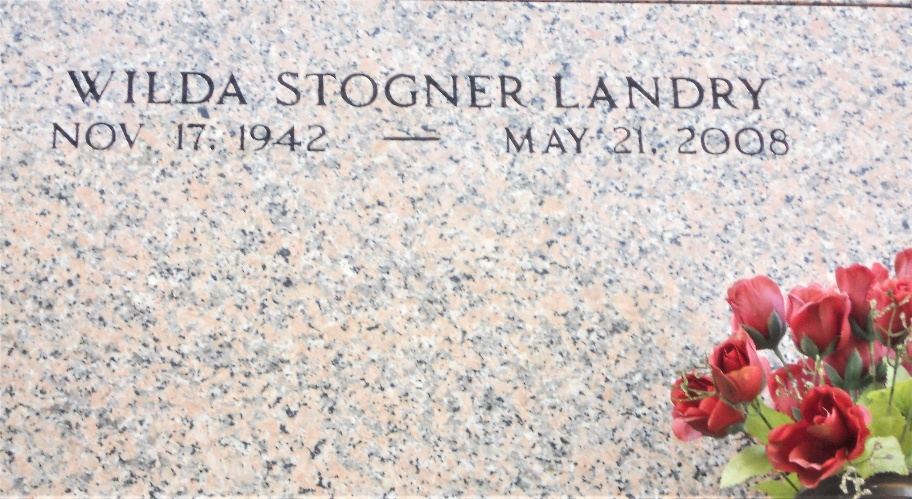 WILDA STOGNER LANDRY
NOV 17, 1942 — MAY 21, 2008